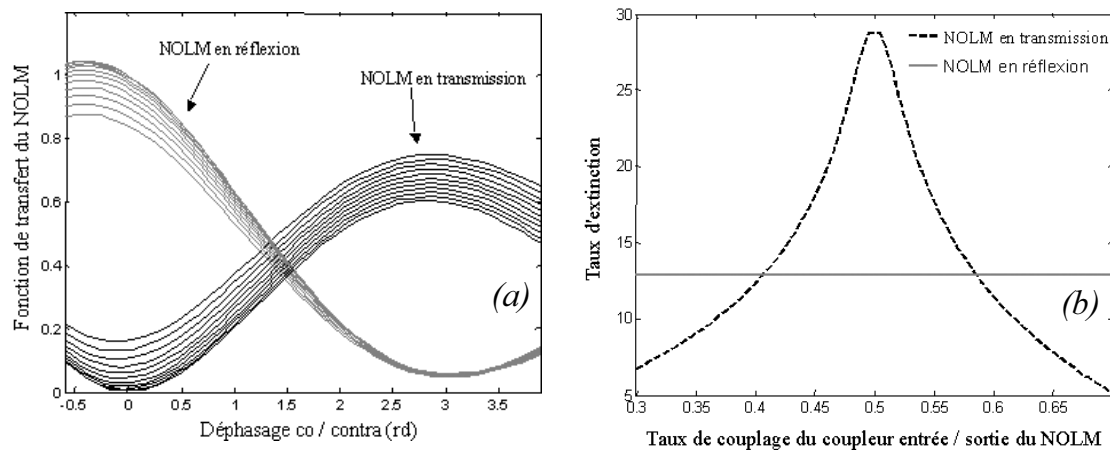 NOLM en réflexion
NOLM en transmission
Fonction de transfert du NOLM
1
0.8
0.6
0.4
0.2
0
-0.5
0
0.5
1
1.5
2
2.5
3
3.5
Déphasage co / contra (rd)
(a)
NOLM en transmission
NOLM en réflexion
Taux d'extinction
30
25
20
15
10
5
0.3
0.35
0.4
0.45
0.5
0.55
0.6
0.65
Taux de couplage du coupleur entrée / sortie du NOLM
(b)